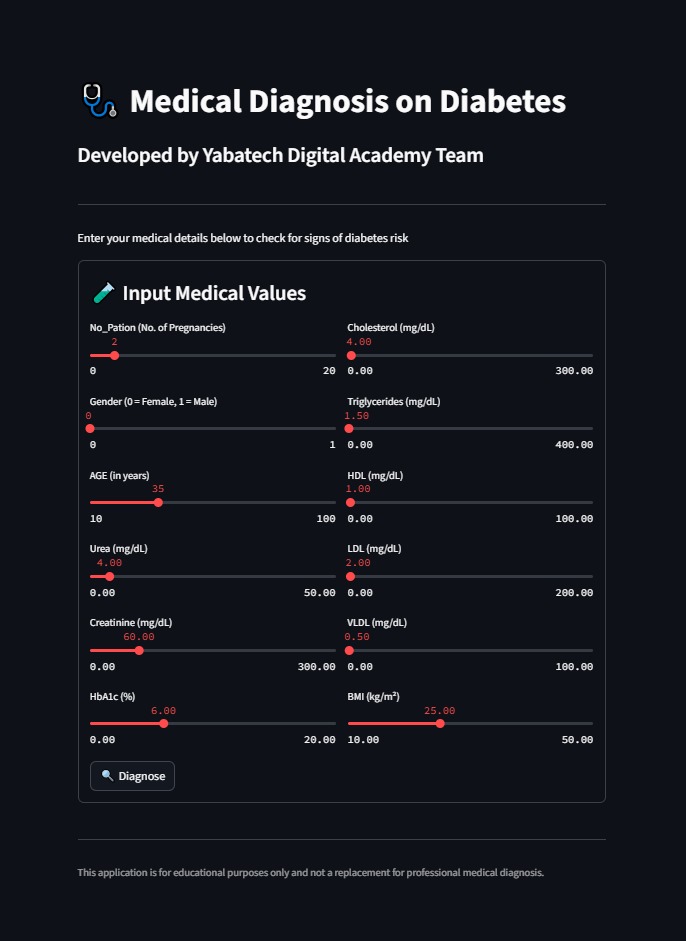 Medical Diagnosis on Diabetes
Developed by Yabatech Digital Academy Team
Enter your medical details below to check for signs of diabetes risk
Input Medical Values
No_Pation (No. of Pregnancies)
2
0 20
Gender (0 = Female, 1 = Male)
0
0 1
AGE (in years)
35
10 100
Urea (mg/dL)
4.00
0.00 50.00
Creatinine (mg/dL)
60.00
0.00 300.00
HbA1c (%)
6.00
0.00 20.00
Cholesterol (mg/dL)
4.00
0.00 300.00
Triglycerides (mg/dL)
1.50
0.00 400.00
HDL (mg/dL)
1.00
0.00 100.00
LDL (mg/dL)
2.00
0.00 200.00
VLDL (mg/dL)
0.50
0.00 100.00
BMI (kg/m²)
25.00
10.00 50.00
Diagnose
This application is for educational purposes only and not a replacement for professional medical diagnosis.